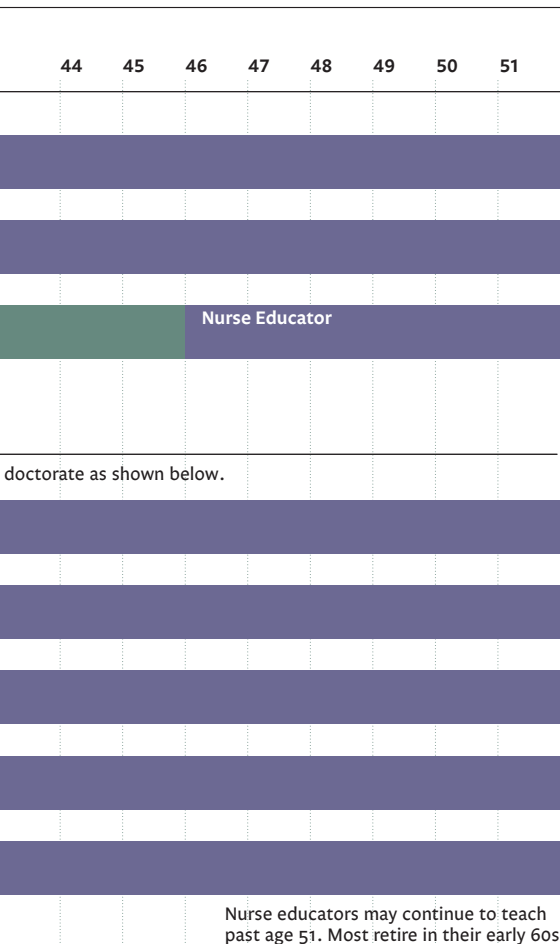 44 45 46 47 48 49 50 51
Nurse Educator
doctorate as shown below.
Nurse educators may continue to teach
past age 51. Most retire in their early 60s